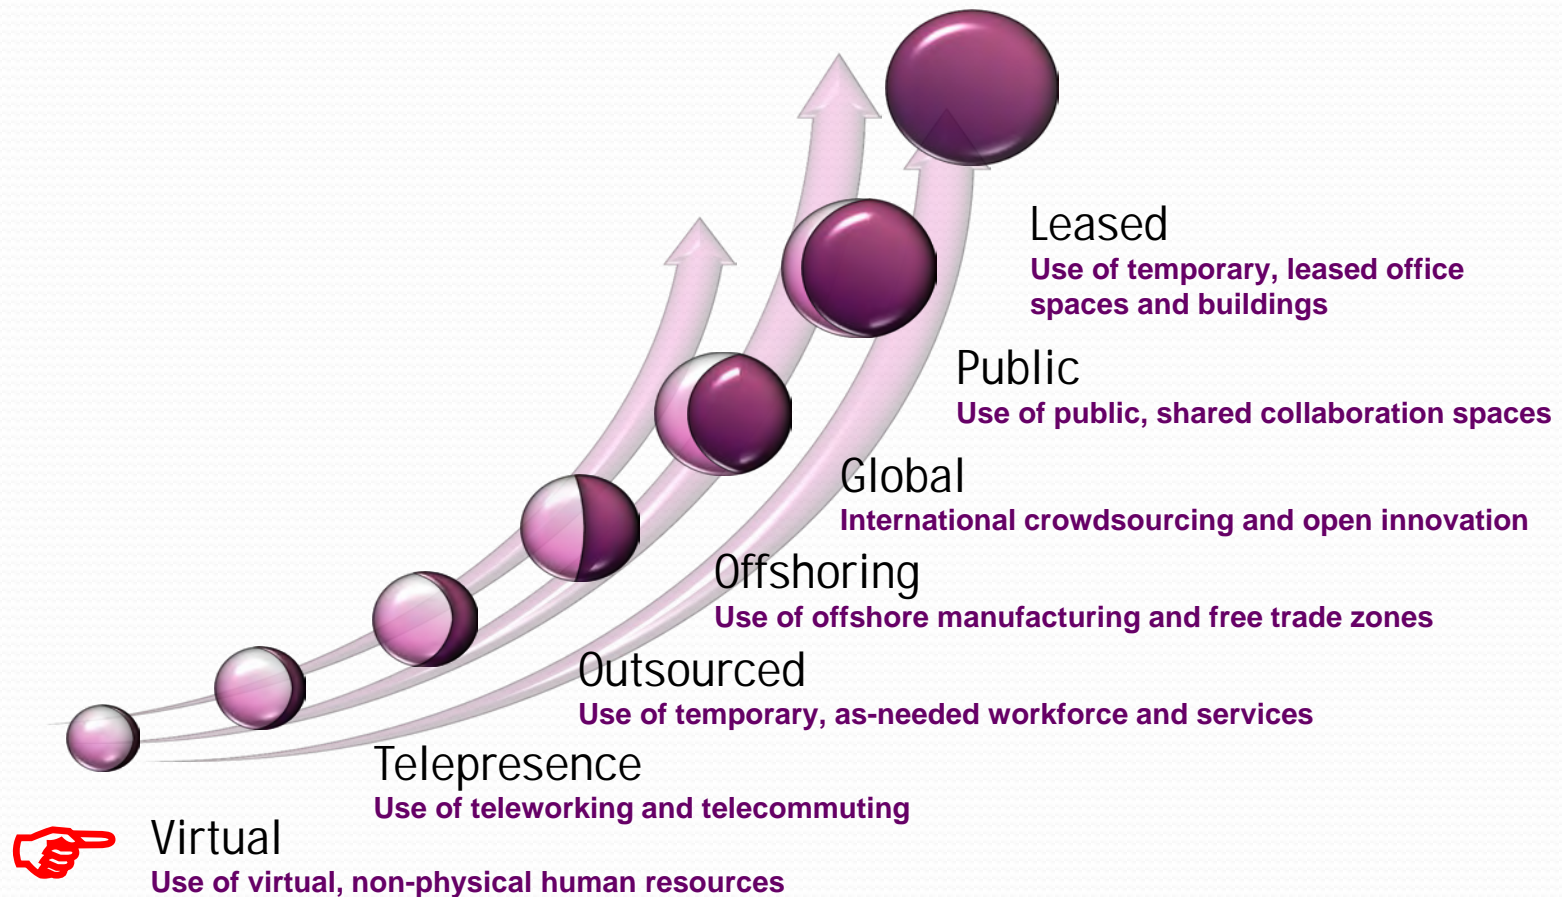 Leased
Use of temporary, leased office
spaces and buildings
Public
Use of public, shared collaboration spaces
Global
International crowdsourcing and open innovation
Offshoring
Use of offshore manufacturing and free trade zones
Outsourced
Use of temporary, as-needed workforce and services
Telepresence
Use of teleworking and telecommuting
Virtual
Use of virtual, non-physical human resources